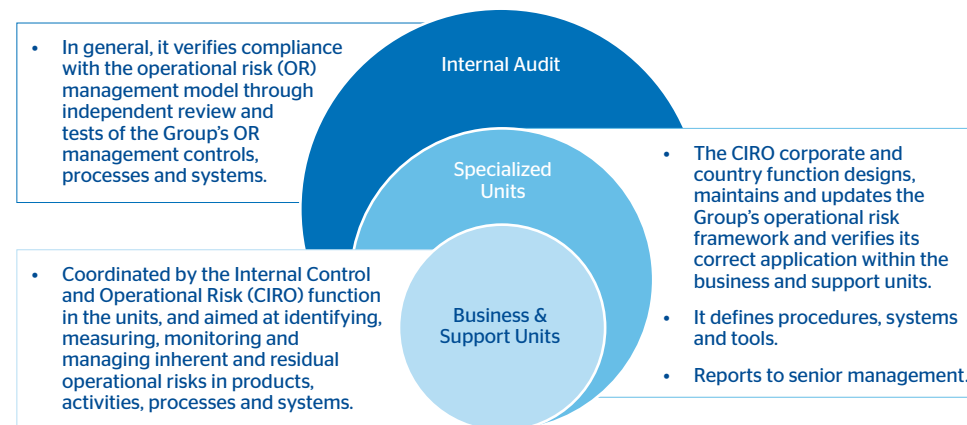 • In general, it verifies compliance
with the operational risk (OR)
management model through
independent review and
tests of the Group’s OR
management controls,
processes and systems.
Internal Audit
Specialized
Units
• The CIRO corporate and
country function designs,
maintains and updates the
Group’s operational risk
framework and verifies its
correct application within the
business and support units.
• It defines procedures, systems
and tools.
• Reports to senior management.
• Coordinated by the Internal Control
and Operational Risk (CIRO) function
in the units, and aimed at identifying,
measuring, monitoring and
managing inherent and residual
operational risks in products,
activities, processes and systems.
Business &
Support Units